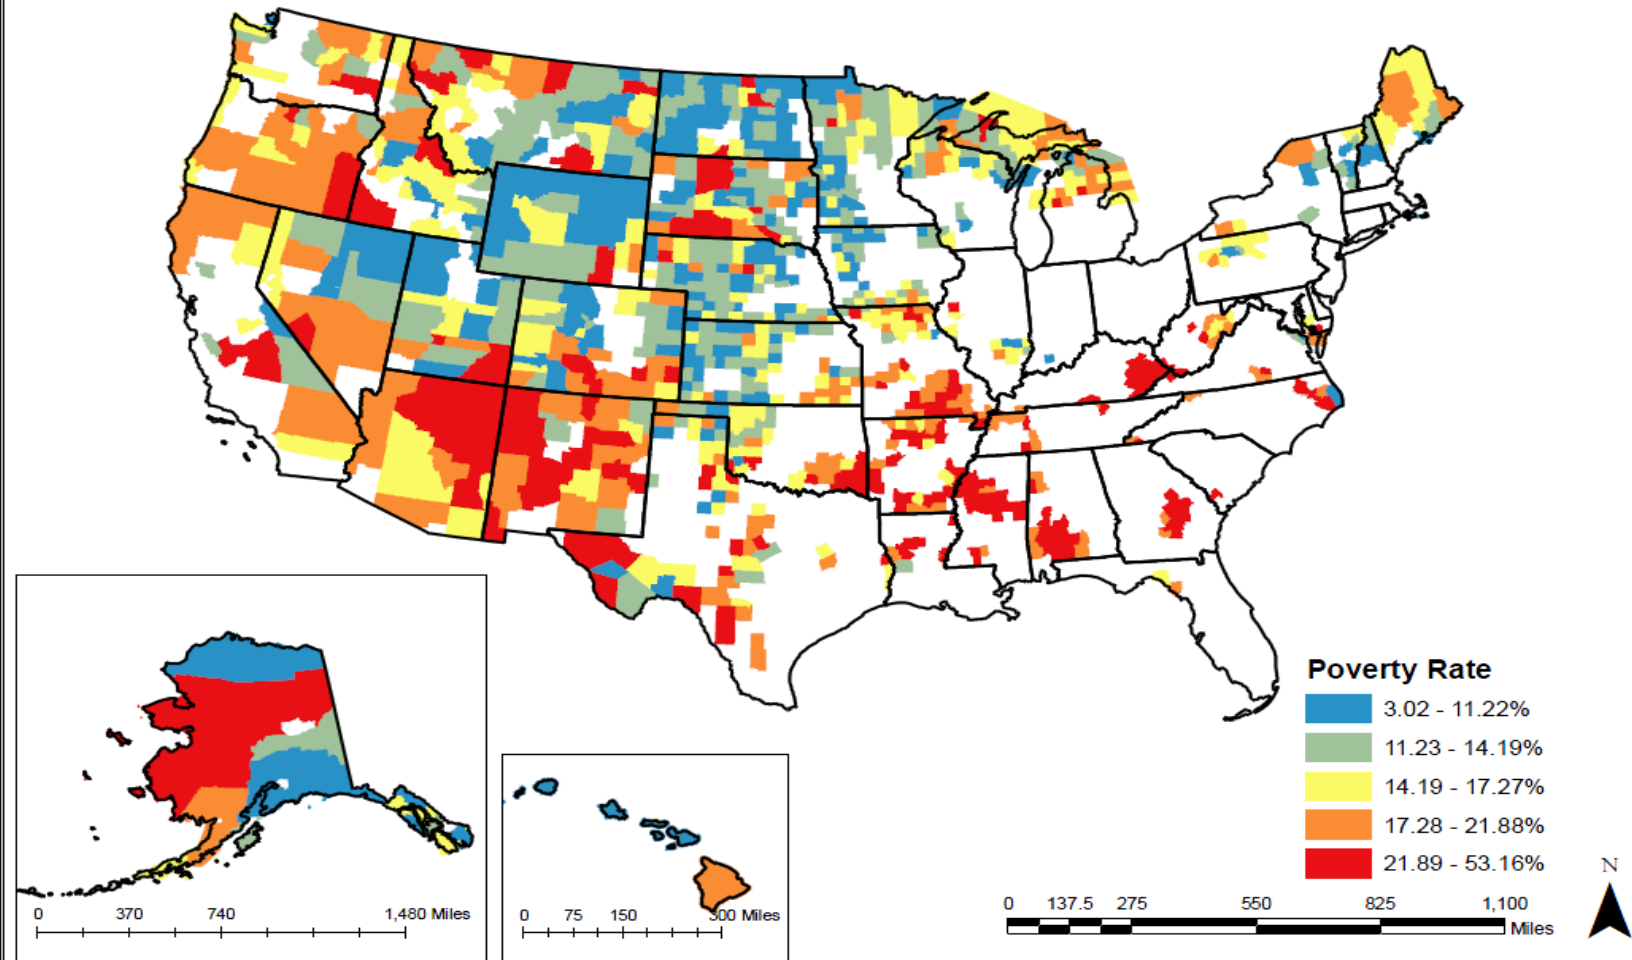 Poverty Rate
3.02 - 11.22%
11.23 - 14.19%
14.19 - 17.27%
17.28 - 21.88%
21.89 - 53.16%
N
0 137.5 275 550 825 1,100
Miles
0 370 740 1,480 Miles
0 75 150 300 Miles